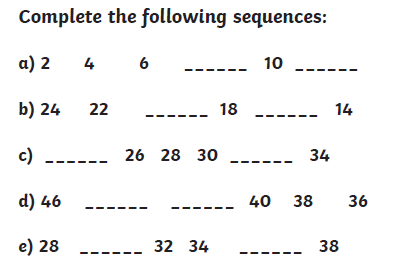 Complete the following sequences:
a) 2 4 6 ______ 10 ______
b) 24 22 ______ 18 ______ 14
c) ______ 26 28 30 ______ 34
d) 46 ______ ______ 40 38 36
e) 28 ______ 32 34 ______ 38